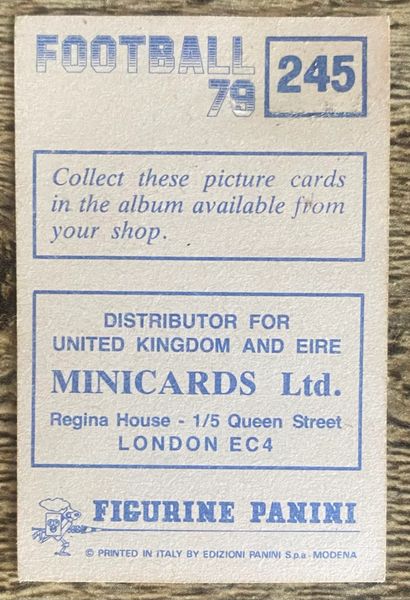 FOOTBALL
79
245
Collect these picture cards
in the album available from
your shop.
DISTRIBUTOR FOR
UNITED KINGDOM AND EIRE
MINICARDS Ltd.
Regina House - 1/5 Queen Street
LONDON EC4
FIGURINE PANINI
© PRINTED IN ITALY BY EDIZIONI PANINI S.p.a - MODENA